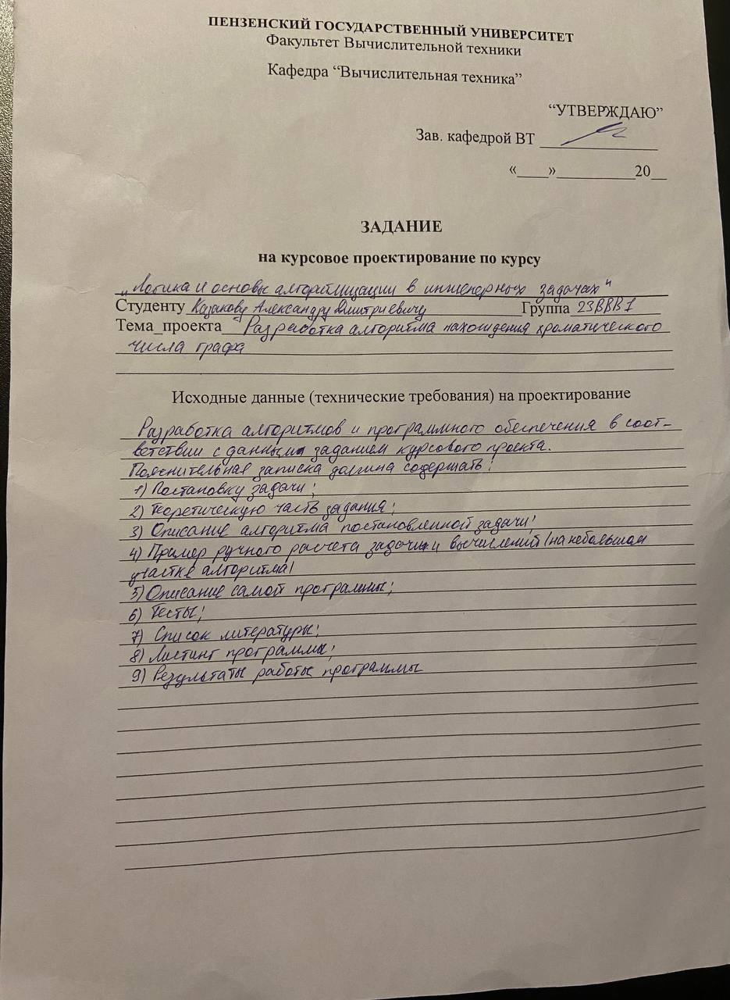 ПЕНЗЕНСКИЙ ГОСУДАРСТВЕННЫЙ УНИВЕРСИТЕТ
Факультет Вычислительной техники
Кафедра “Вычислительная техника”
“УТВЕРЖДАЮ”
Зав. кафедрой ВТ ______________
«____»__________20__
ЗАДАНИЕ
на курсовое проектирование по курсу
„Логика и основы алгоритмизации в инженерных задачах“
Студенту Казакову Александру Дмитриевичу Группа 23ВВВ1
Тема проекта Разработка алгоритма нахождения хроматического
числа графа
Исходные данные (технические требования) на проектирование
Разработка алгоритмов и программного обеспечения в соот-
ветствии с данным заданием курсового проекта.
Пояснительная записка должна содержать:
1) Постановку задачи;
2) Теоретическую часть задания;
3) Описание алгоритма поставленной задачи;
4) Пример ручного расчета задачи и вычислений (на небольшом
участке алгоритма)
5) Описание самой программы;
6) Тесты;
7) Список литературы;
8) Листинг программы;
9) Результаты работы программы